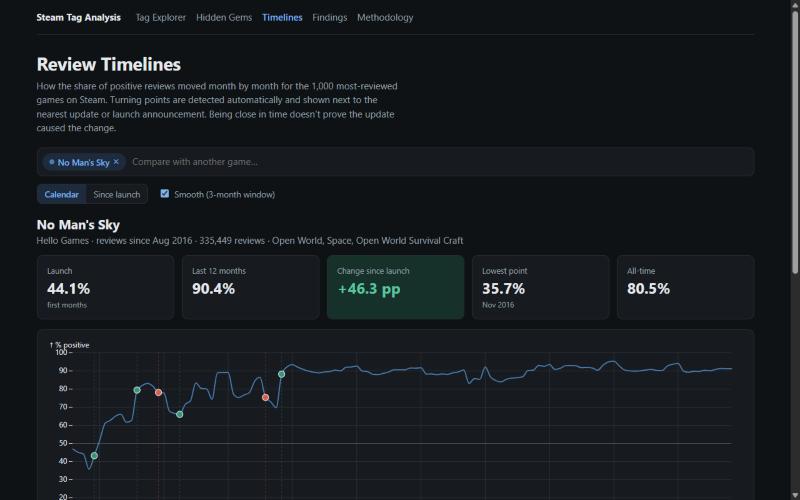 Steam Tag Analysis Tag Explorer Hidden Gems Timelines Findings Methodology
Review Timelines
How the share of positive reviews moved month by month for the 1,000 most-reviewed
games on Steam. Turning points are detected automatically and shown next to the
nearest update or launch announcement. Being close in time doesn't prove the update
caused the change.
No Man's Sky × Compare with another game...
Calendar Since launch Smooth (3-month window)
No Man's Sky
Hello Games · reviews since Aug 2016 · 335,449 reviews · Open World, Space, Open World Survival Craft
Launch
44.1%
first months
Last 12 months
90.4%
Change since launch
+46.3 pp
Lowest point
35.7%
Nov 2016
All-time
80.5%
↑ % positive
100
90
80
70
60
50
40
30
20